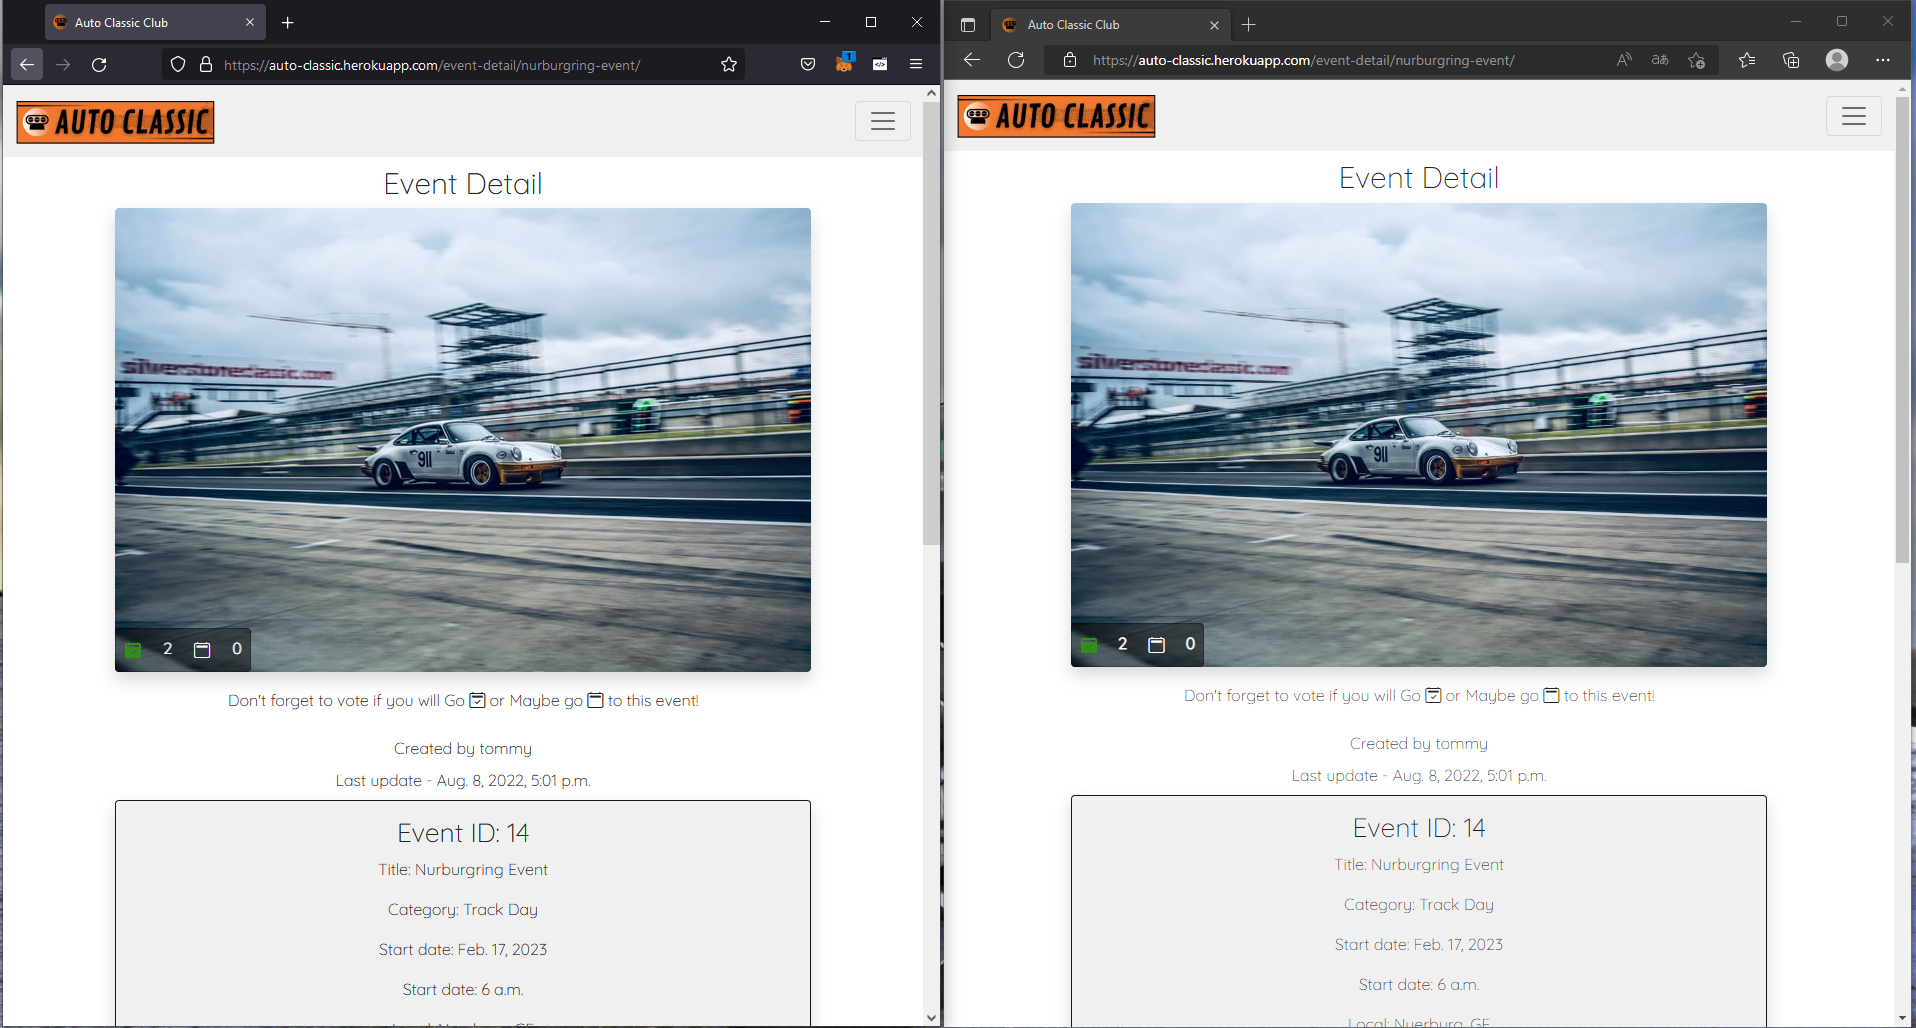 Auto Classic Club
https://auto-classic.herokuapp.com/event-detail/nurburgring-event/
1
AUTO CLASSIC
Event Detail
silverstoneclassic.com
911
2 0
Don't forget to vote if you will Go or Maybe go to this event!
Created by tommy
Last update - Aug. 8, 2022, 5:01 p.m.
Event ID: 14
Title: Nurburgring Event
Category: Track Day
Start date: Feb. 17, 2023
Start date: 6 a.m.
Auto Classic Club
https://auto-classic.herokuapp.com/event-detail/nurburgring-event/
AUTO CLASSIC
Event Detail
silverstoneclassic.com
911
2 0
Don't forget to vote if you will Go or Maybe go to this event!
Created by tommy
Last update - Aug. 8, 2022, 5:01 p.m.
Event ID: 14
Title: Nurburgring Event
Category: Track Day
Start date: Feb. 17, 2023
Start date: 6 a.m.
Local: Nuerburg, GE